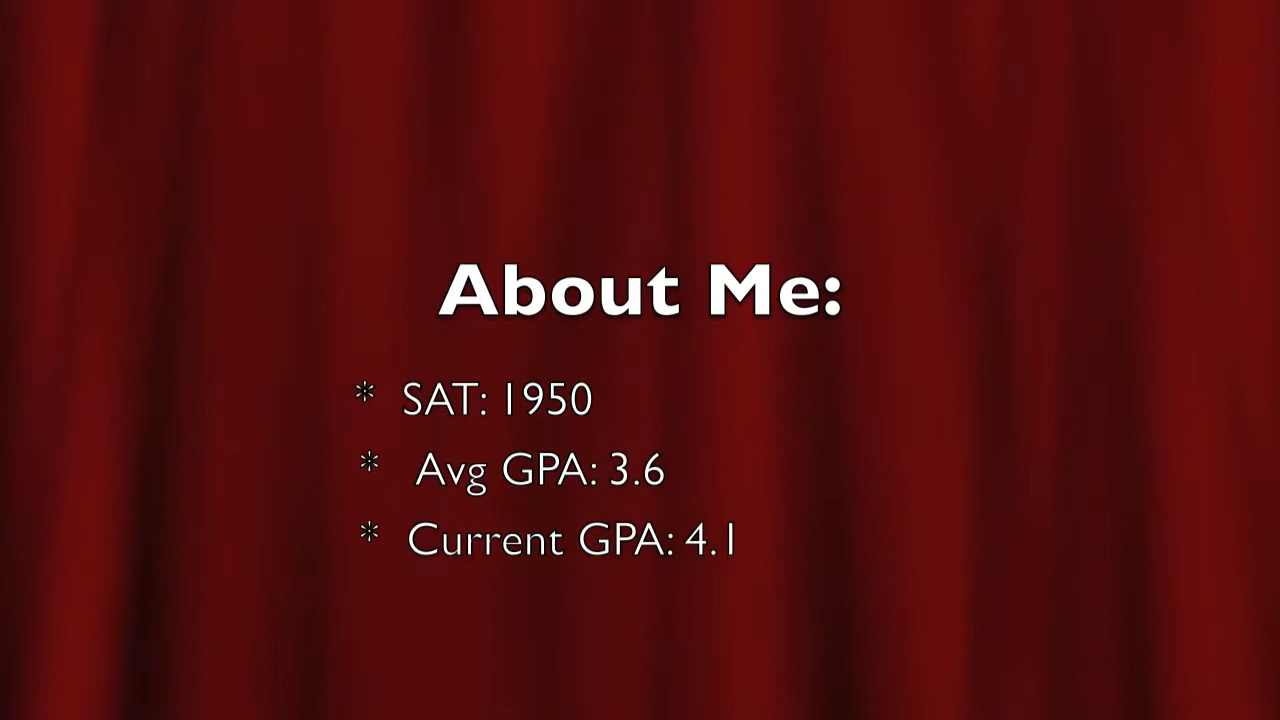 About Me:
* SAT: 1950
* Avg GPA: 3.6
* Current GPA: 4.1